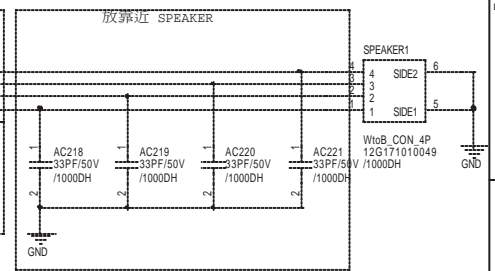 放靠近 SPEAKER
SPEAKER1
4
3
2
1
4
3
2
1
SIDE2
SIDE1
6
5
WtoB_CON_4P
12G171010049
/1000DH
GND
1
AC218
33PF/50V
/1000DH
2
1
AC219
33PF/50V
/1000DH
2
1
AC220
33PF/50V
/1000DH
2
1
AC221
33PF/50V
/1000DH
2
GND